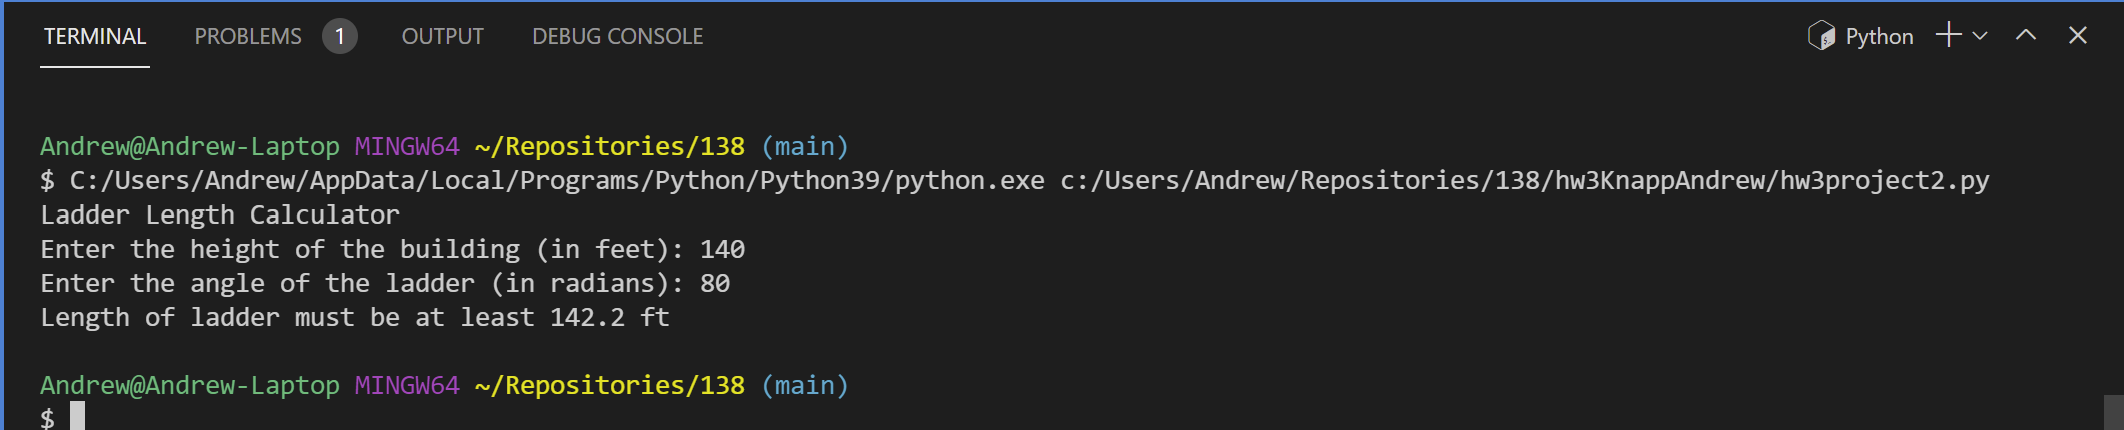 TERMINAL PROBLEMS 1 OUTPUT DEBUG CONSOLE Python
Andrew@Andrew-Laptop MINGW64 ~/Repositories/138 (main)
$ C:/Users/Andrew/AppData/Local/Programs/Python/Python39/python.exe c:/Users/Andrew/Repositories/138/hw3KnappAndrew/hw3project2.py
Ladder Length Calculator
Enter the height of the building (in feet): 140
Enter the angle of the ladder (in radians): 80
Length of ladder must be at least 142.2 ft
Andrew@Andrew-Laptop MINGW64 ~/Repositories/138 (main)
$